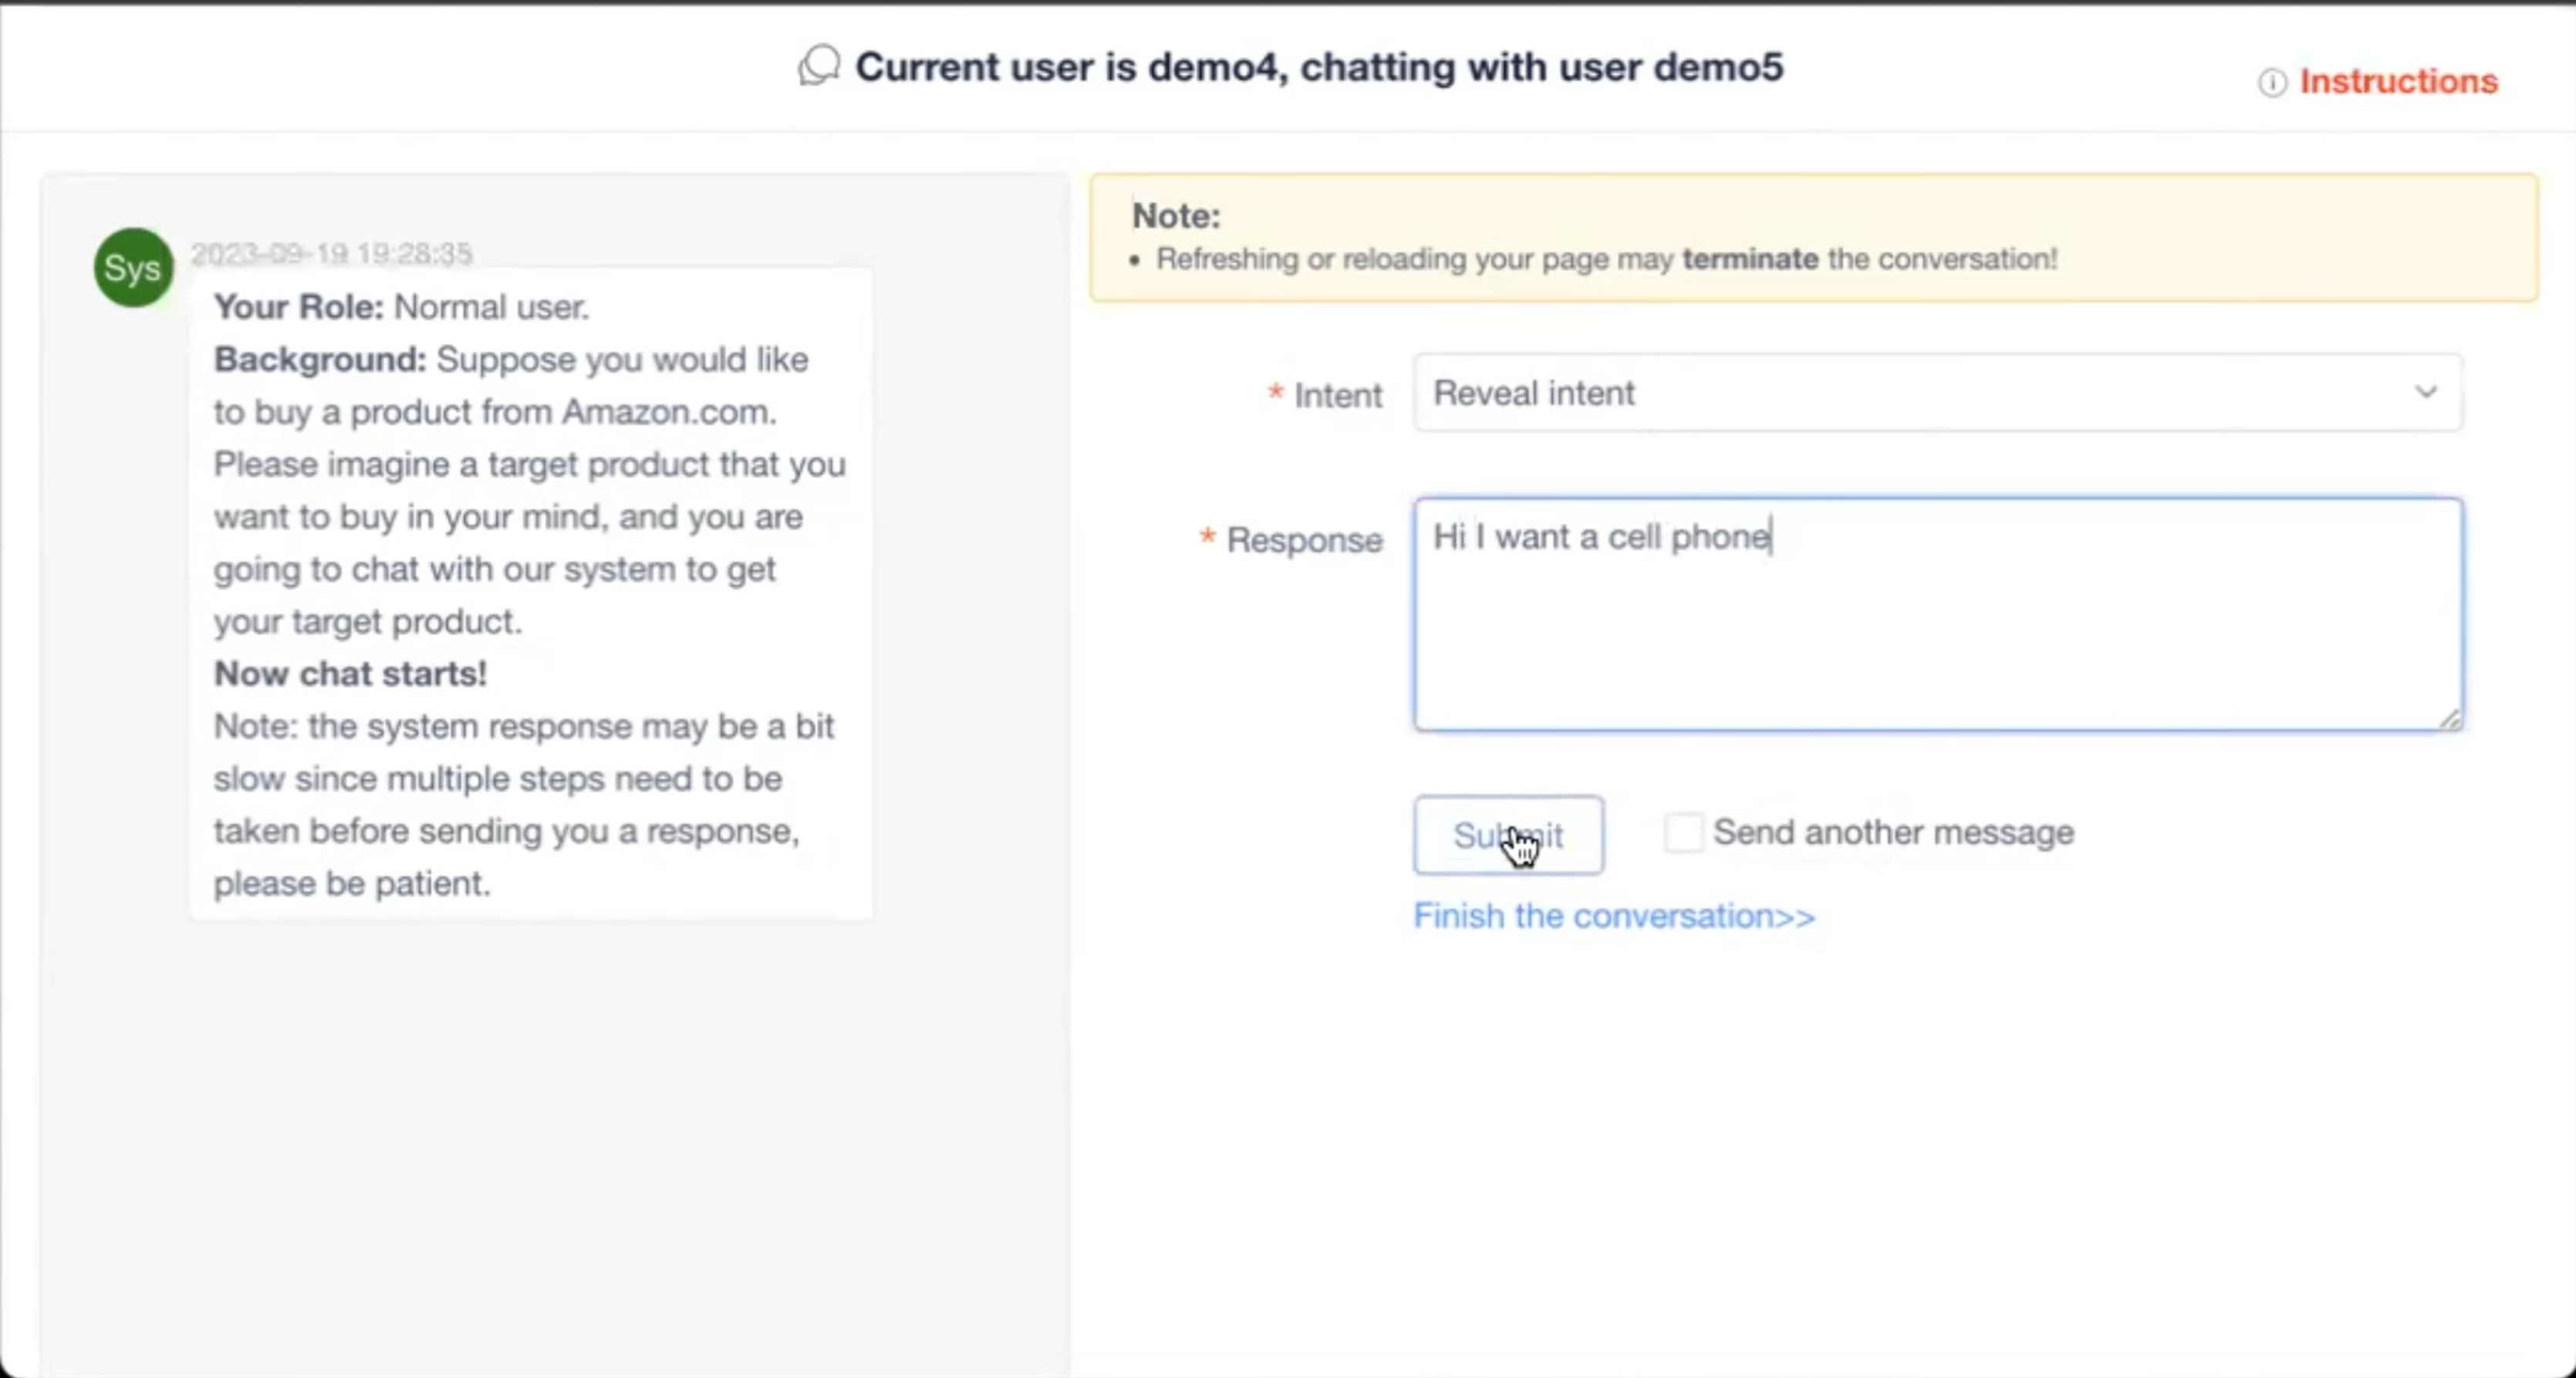 Current user is demo4, chatting with user demo5
Instructions
Sys
2023-09-19 19:28:35
Your Role: Normal user.
Background: Suppose you would like
to buy a product from Amazon.com.
Please imagine a target product that you
want to buy in your mind, and you are
going to chat with our system to get
your target product.
Now chat starts!
Note: the system response may be a bit
slow since multiple steps need to be
taken before sending you a response,
please be patient.
Note:
• Refreshing or reloading your page may terminate the conversation!
* Intent
Reveal intent
* Response
Hi I want a cell phone
Submit
Send another message
Finish the conversation>>